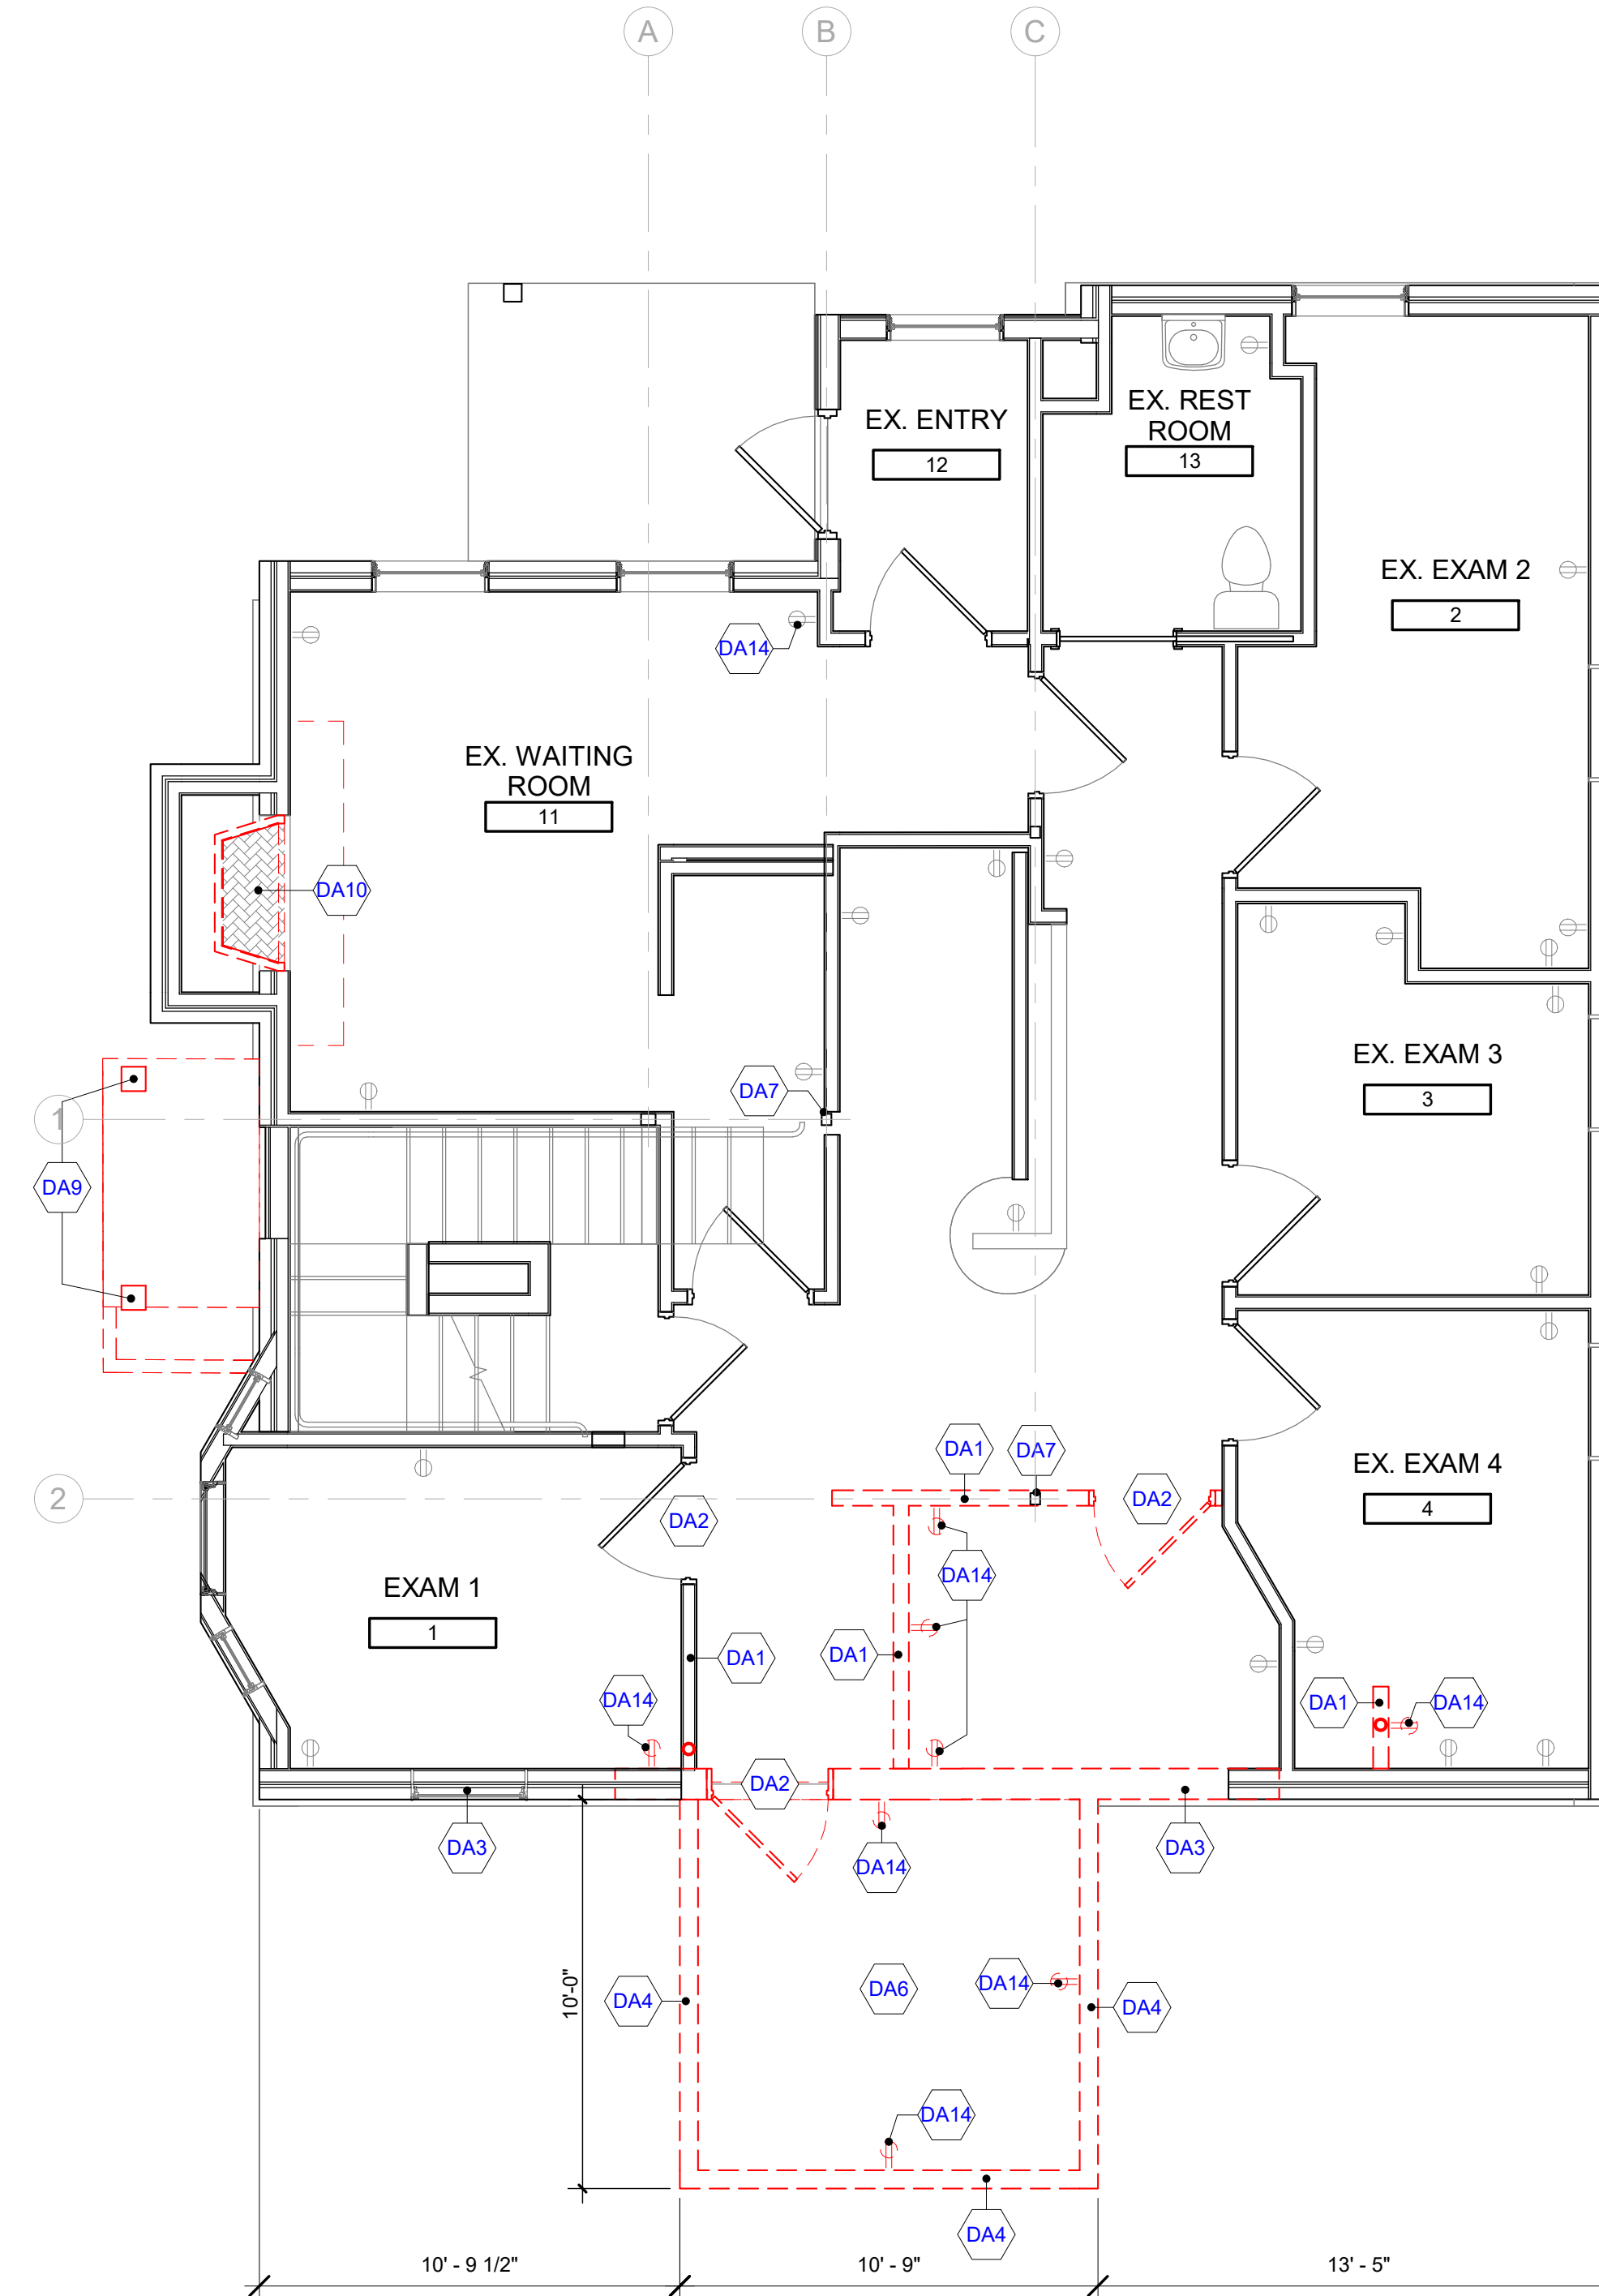 A
B
C
EX. ENTRY
12
EX. REST
ROOM
13
EX. EXAM 2
2
DA14
EX. WAITING
ROOM
11
DA10
EX. EXAM 3
3
DA7
1
DA9
DA1
DA7
EX. EXAM 4
4
2
DA2
DA2
DA14
EXAM 1
1
DA1
DA1
DA14
DA1
DA14
DA2
DA3
DA14
DA3
10'-0"
DA4
DA6
DA14
DA4
DA14
DA4
10' - 9 1/2"
10' - 9"
13' - 5"